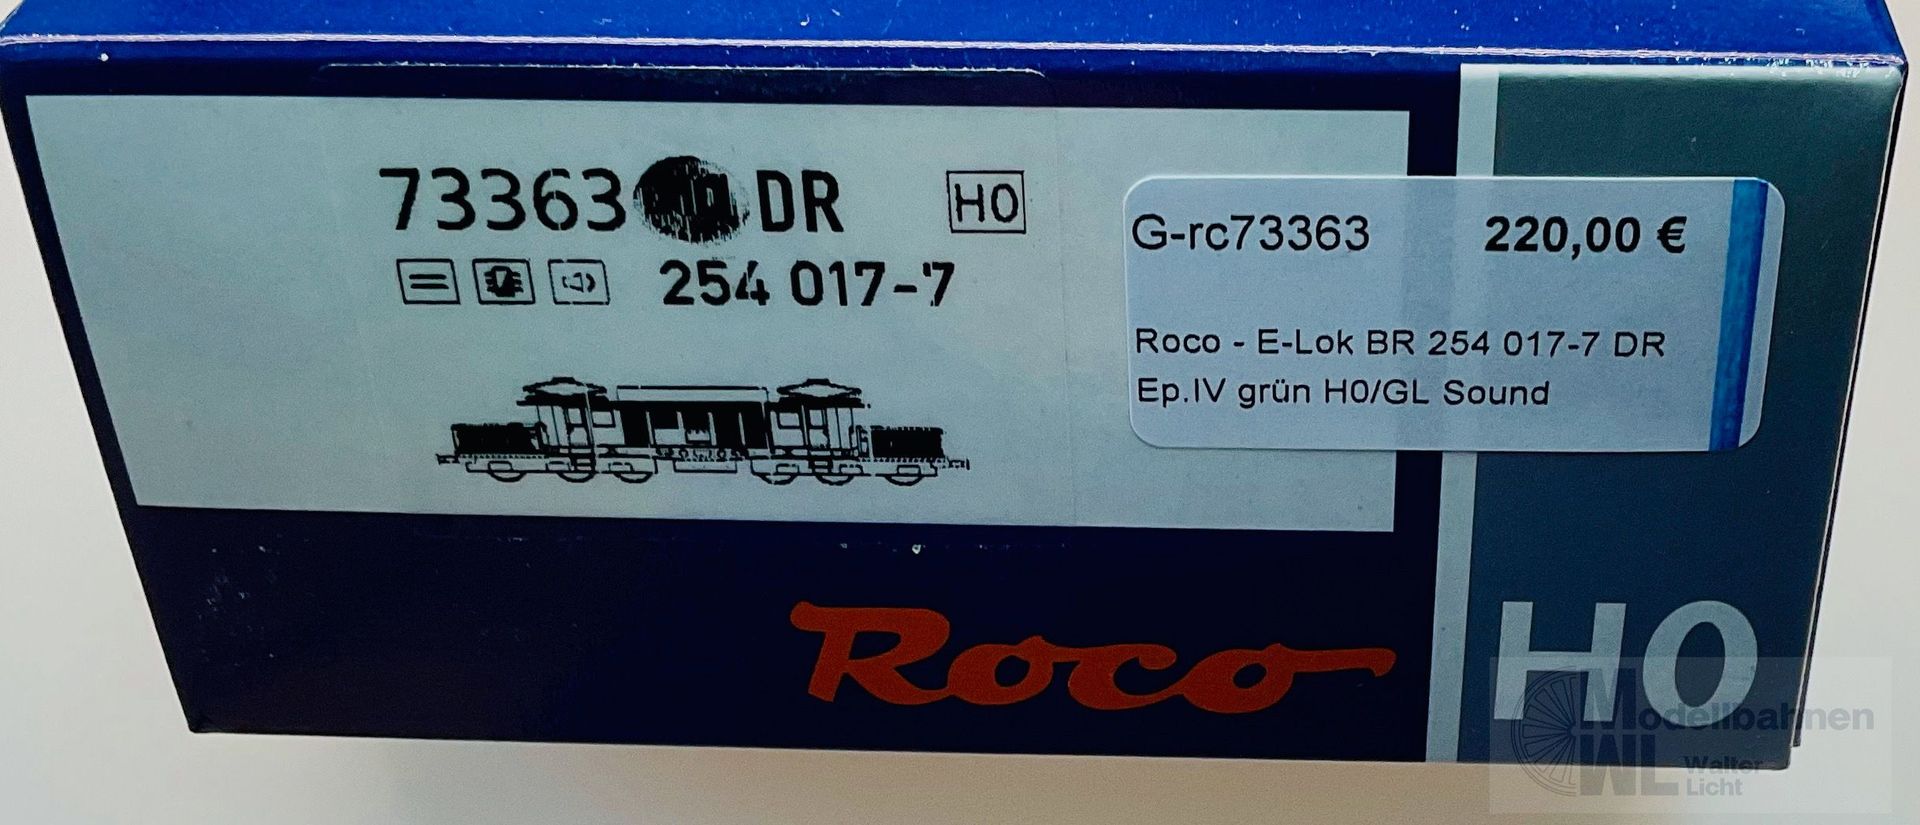 73363 DR H0
254 017-7
G-rc73363 220,00 €
Roco - E-Lok BR 254 017-7 DR
Ep.IV grün H0/GL Sound
Roco
H0
Modellbahnen
WL Walter
Licht